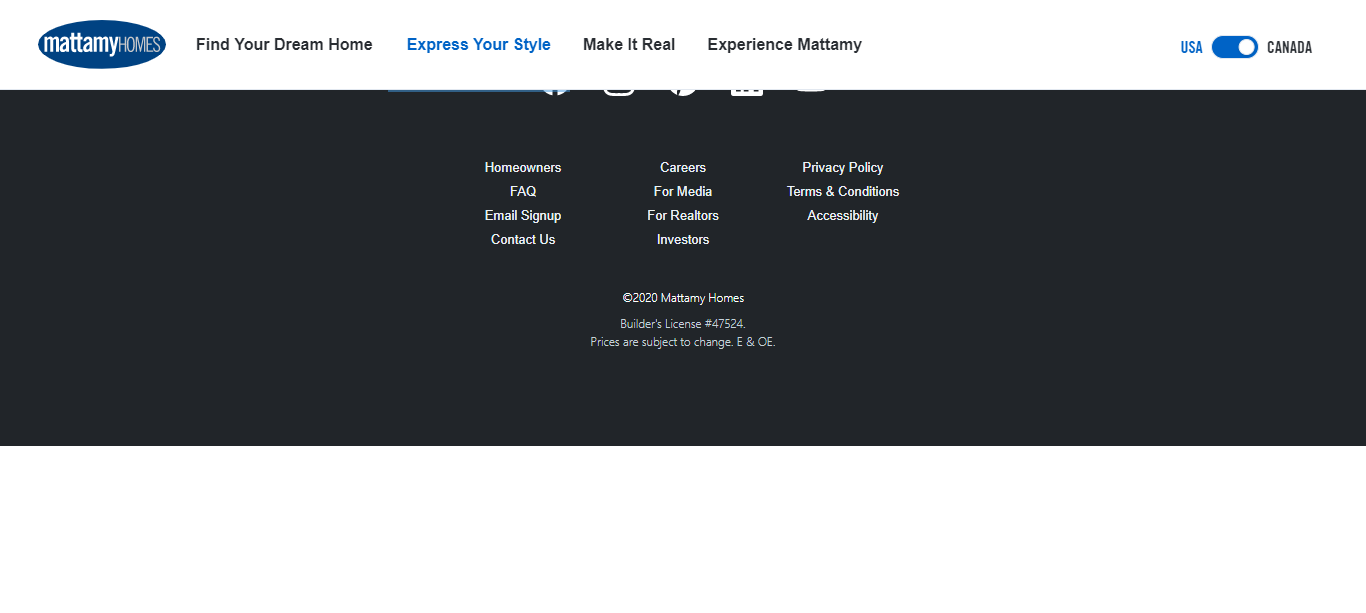 mattamyHOMES
Find Your Dream Home
Express Your Style
Make It Real
Experience Mattamy
USA
CANADA
Homeowners
FAQ
Email Signup
Contact Us
Careers
For Media
For Realtors
Investors
Privacy Policy
Terms & Conditions
Accessibility
©2020 Mattamy Homes
Builder's License #47524.
Prices are subject to change. E & OE.